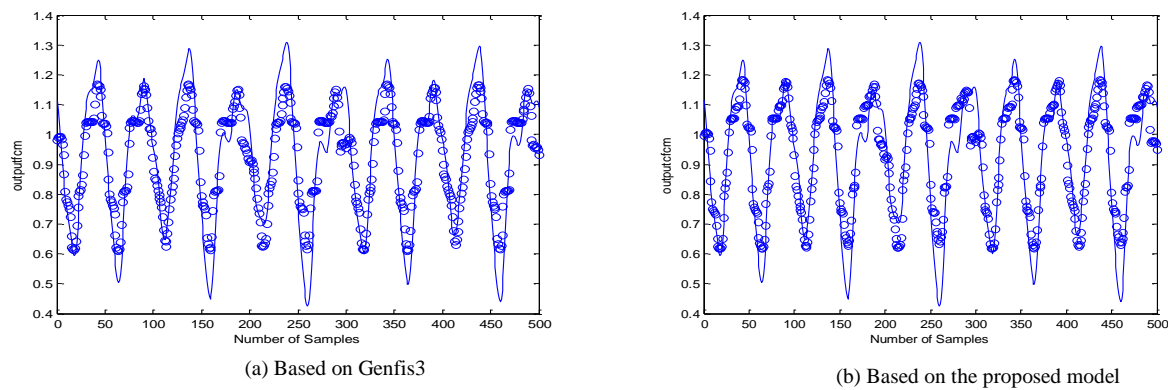 1.4
1.3
1.2
1.1
1
0.9
0.8
0.7
0.6
0.5
0.4
outputfcm
0 50 100 150 200 250 300 350 400 450 500
Number of Samples
(a) Based on Genfis3
1.4
1.3
1.2
1.1
1
0.9
0.8
0.7
0.6
0.5
0.4
outputcfcm
0 50 100 150 200 250 300 350 400 450 500
Number of Samples
(b) Based on the proposed model